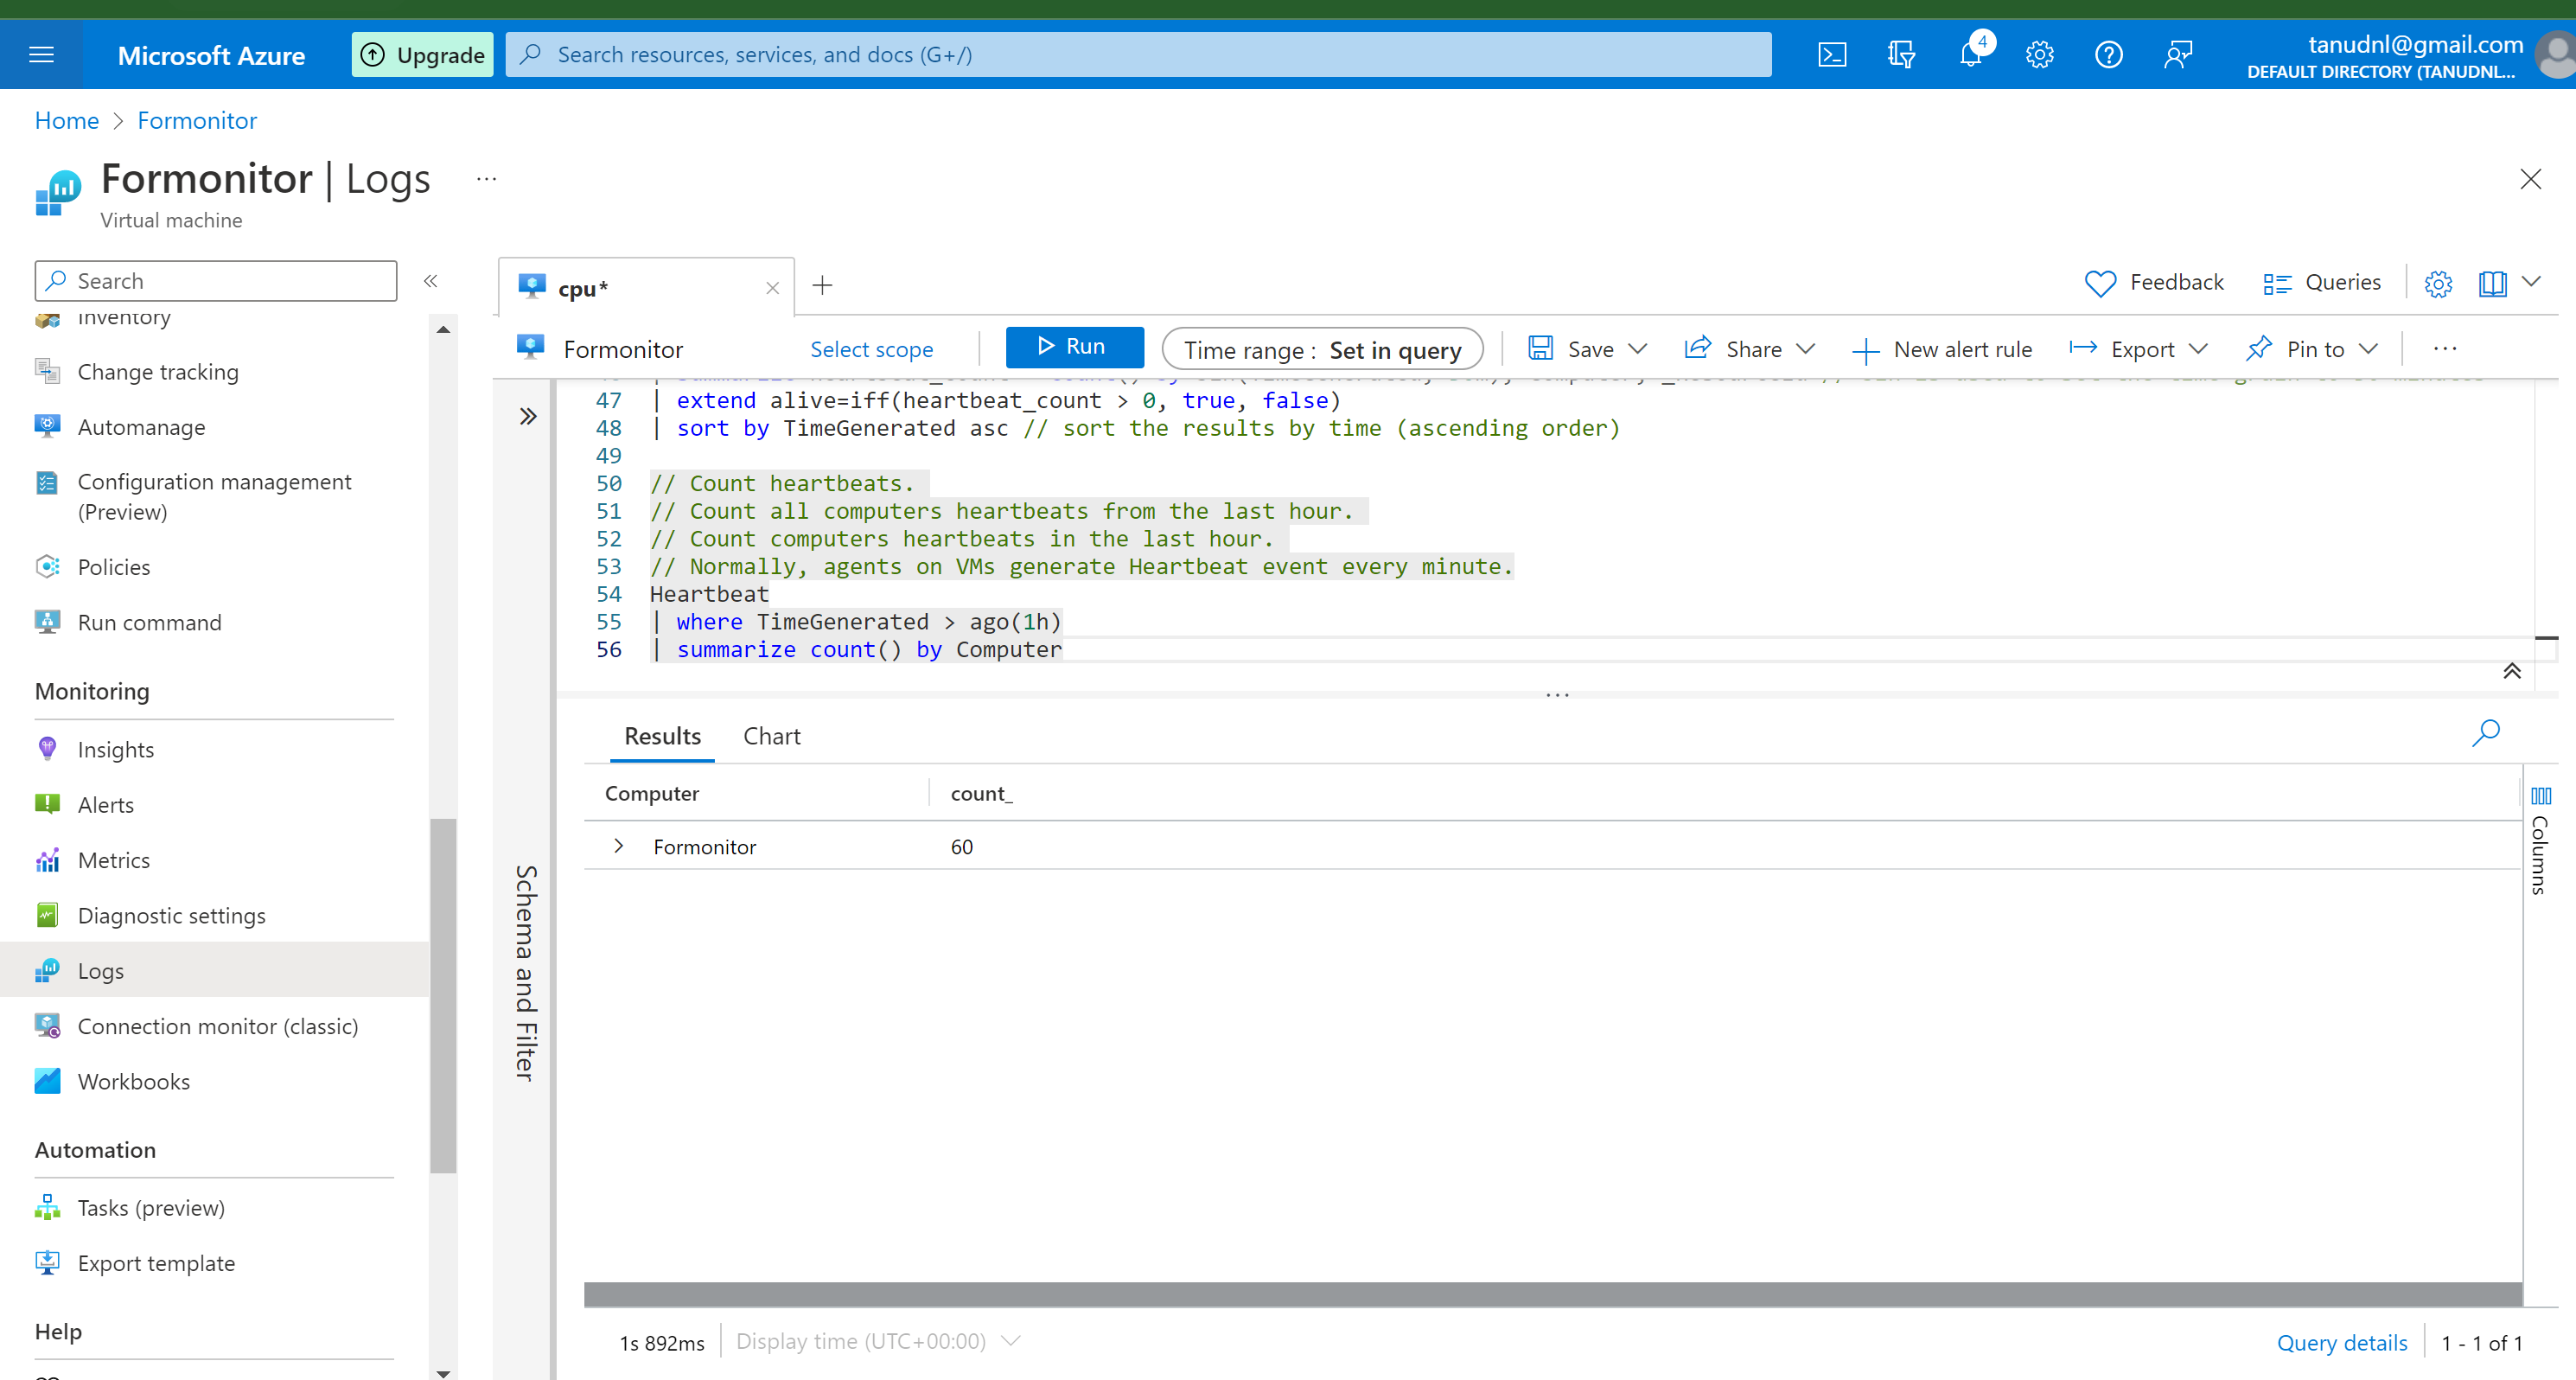 Microsoft Azure
Upgrade
Search resources, services, and docs (G+/)
4
tanudnl@gmail.com
DEFAULT DIRECTORY (TANUDNL...
Home > Formonitor
Formonitor | Logs ...
Virtual machine
Search
«
Inventory
Change tracking
Automanage
Configuration management
(Preview)
Policies
Run command
Monitoring
Insights
Alerts
Metrics
Diagnostic settings
Logs
Connection monitor (classic)
Workbooks
Automation
Tasks (preview)
Export template
Help
cpu*
Feedback
Queries
Formonitor
Select scope
Run
Time range : Set in query
Save
Share
New alert rule
Export
Pin to
...
47 | extend alive=iff(heartbeat_count > 0, true, false)
48 | sort by TimeGenerated asc // sort the results by time (ascending order)
49
50 // Count heartbeats.
51 // Count all computers heartbeats from the last hour.
52 // Count computers heartbeats in the last hour.
53 // Normally, agents on VMs generate Heartbeat event every minute.
54 Heartbeat
55 | where TimeGenerated > ago(1h)
56 | summarize count() by Computer
...
Schema and Filter
Results
Chart
Computer
count_
Formonitor
60
Columns
1s 892ms
Display time (UTC+00:00)
Query details
1 - 1 of 1